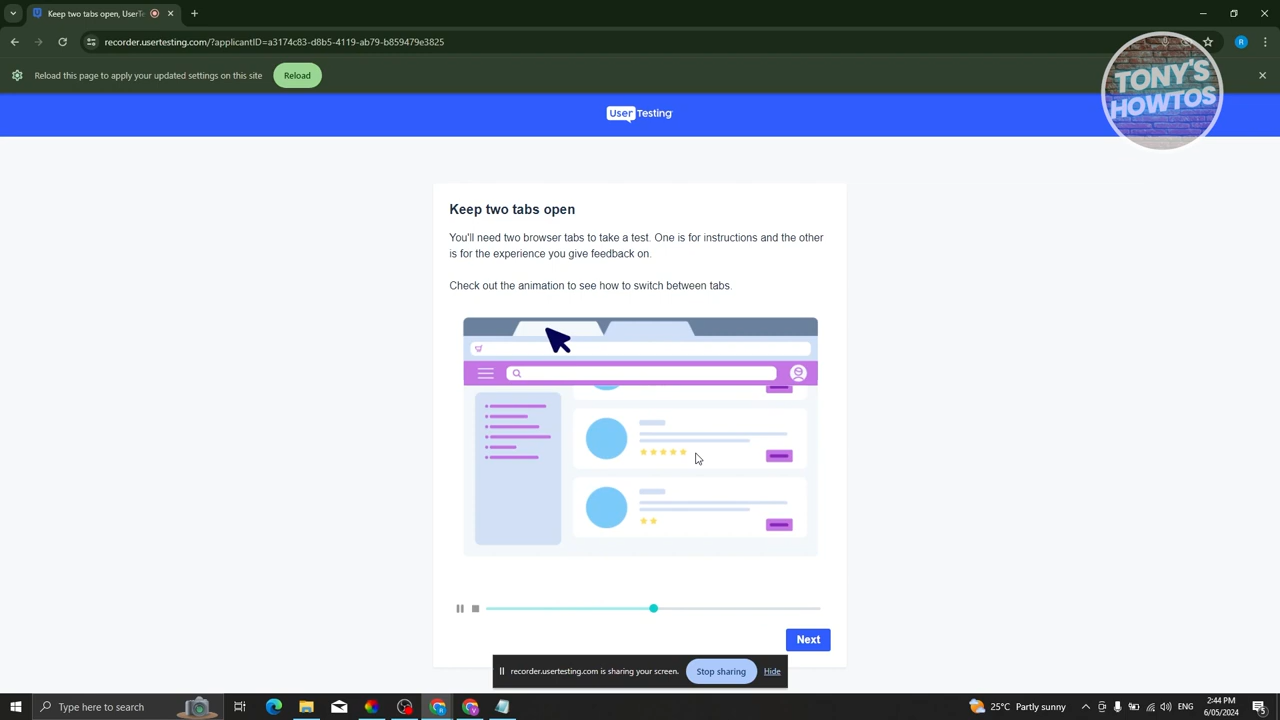 Keep two tabs open, UserTe
recorder.usertesting.com/?applicantID=a3174c83-d8b5-4119-ab79-b859479e3825
R
Reload this page to apply your updated settings on this site
Reload
TONY'S
HOWTOS
User Testing
Keep two tabs open
You'll need two browser tabs to take a test. One is for instructions and the other
is for the experience you give feedback on.
Check out the animation to see how to switch between tabs.
Next
recorder.usertesting.com is sharing your screen.
Stop sharing
Hide
Type here to search
25°C Partly sunny
2:44 PM
6/05/2024